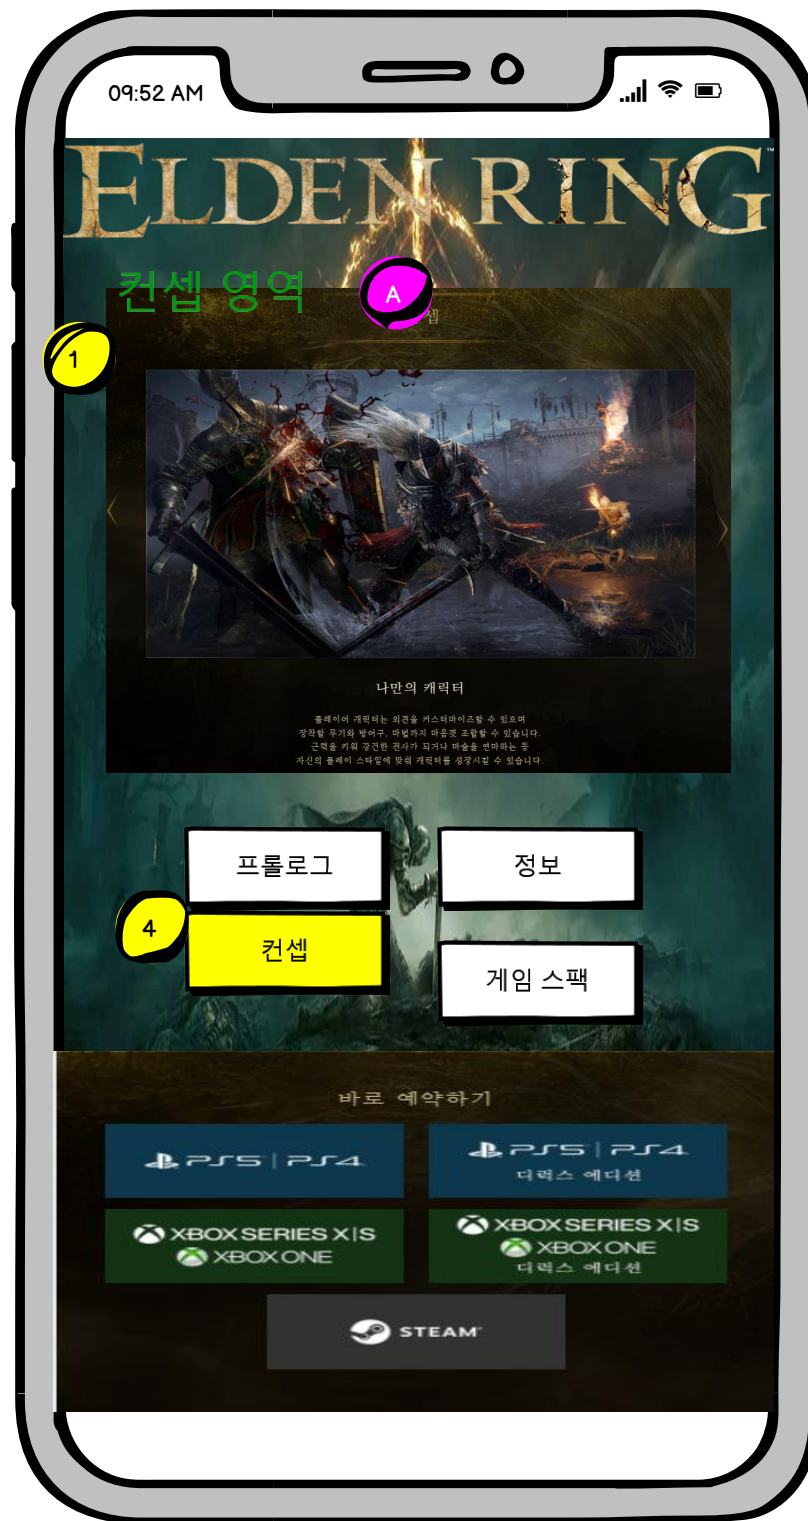 09:52 AM
ELDEN RING
컨셉 영역
A
셉
1
나만의 캐릭터
플레이어 캐릭터는 외견을 커스터마이즈할 수 있으며
장착할 무기와 방어구, 마법까지 마음껏 조합할 수 있습니다.
근력을 키워 강건한 전사가 되거나 마술을 연마하는 등
자신의 플레이 스타일에 맞춰 캐릭터를 성장시킬 수 있습니다.
프롤로그
정보
4
컨셉
게임 스팩
바로 예약하기
PS5 | PS4
PS5 | PS4
디럭스 에디션
XBOX SERIES X|S
XBOX ONE
XBOX SERIES X|S
XBOX ONE
디럭스 에디션
STEAM™